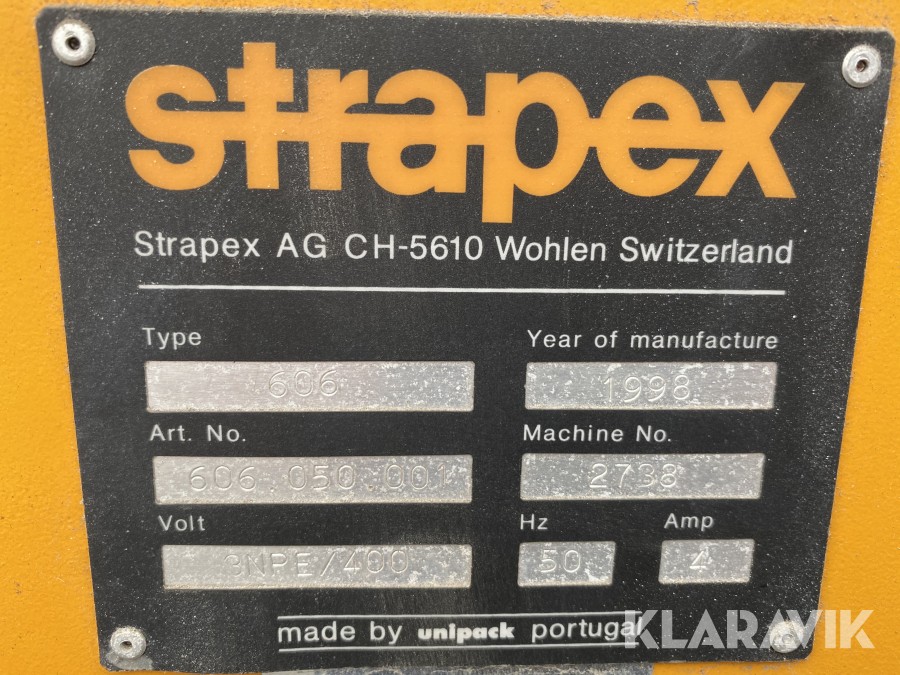 strapex
Strapex AG CH-5610 Wohlen Switzerland
Type
Year of manufacture
606
1998
Art. No.
Machine No.
606.050.001
2738
Volt
Hz
Amp
3NPE/400
50
4
made by unipack portugal
KLARAVIK